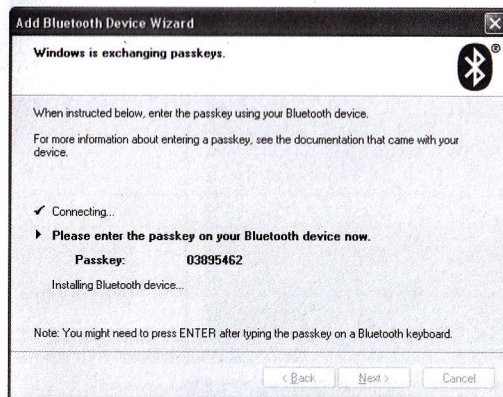 Add Bluetooth Device Wizard
Windows is exchanging passkeys.
®
When instructed below, enter the passkey using your Bluetooth device.
For more information about entering a passkey, see the documentation that came with your
device.
Connecting...
Please enter the passkey on your Bluetooth device now.
Passkey: 03895462
Installing Bluetooth device...
Note: You might need to press ENTER after typing the passkey on a Bluetooth keyboard.
< Back Next > Cancel